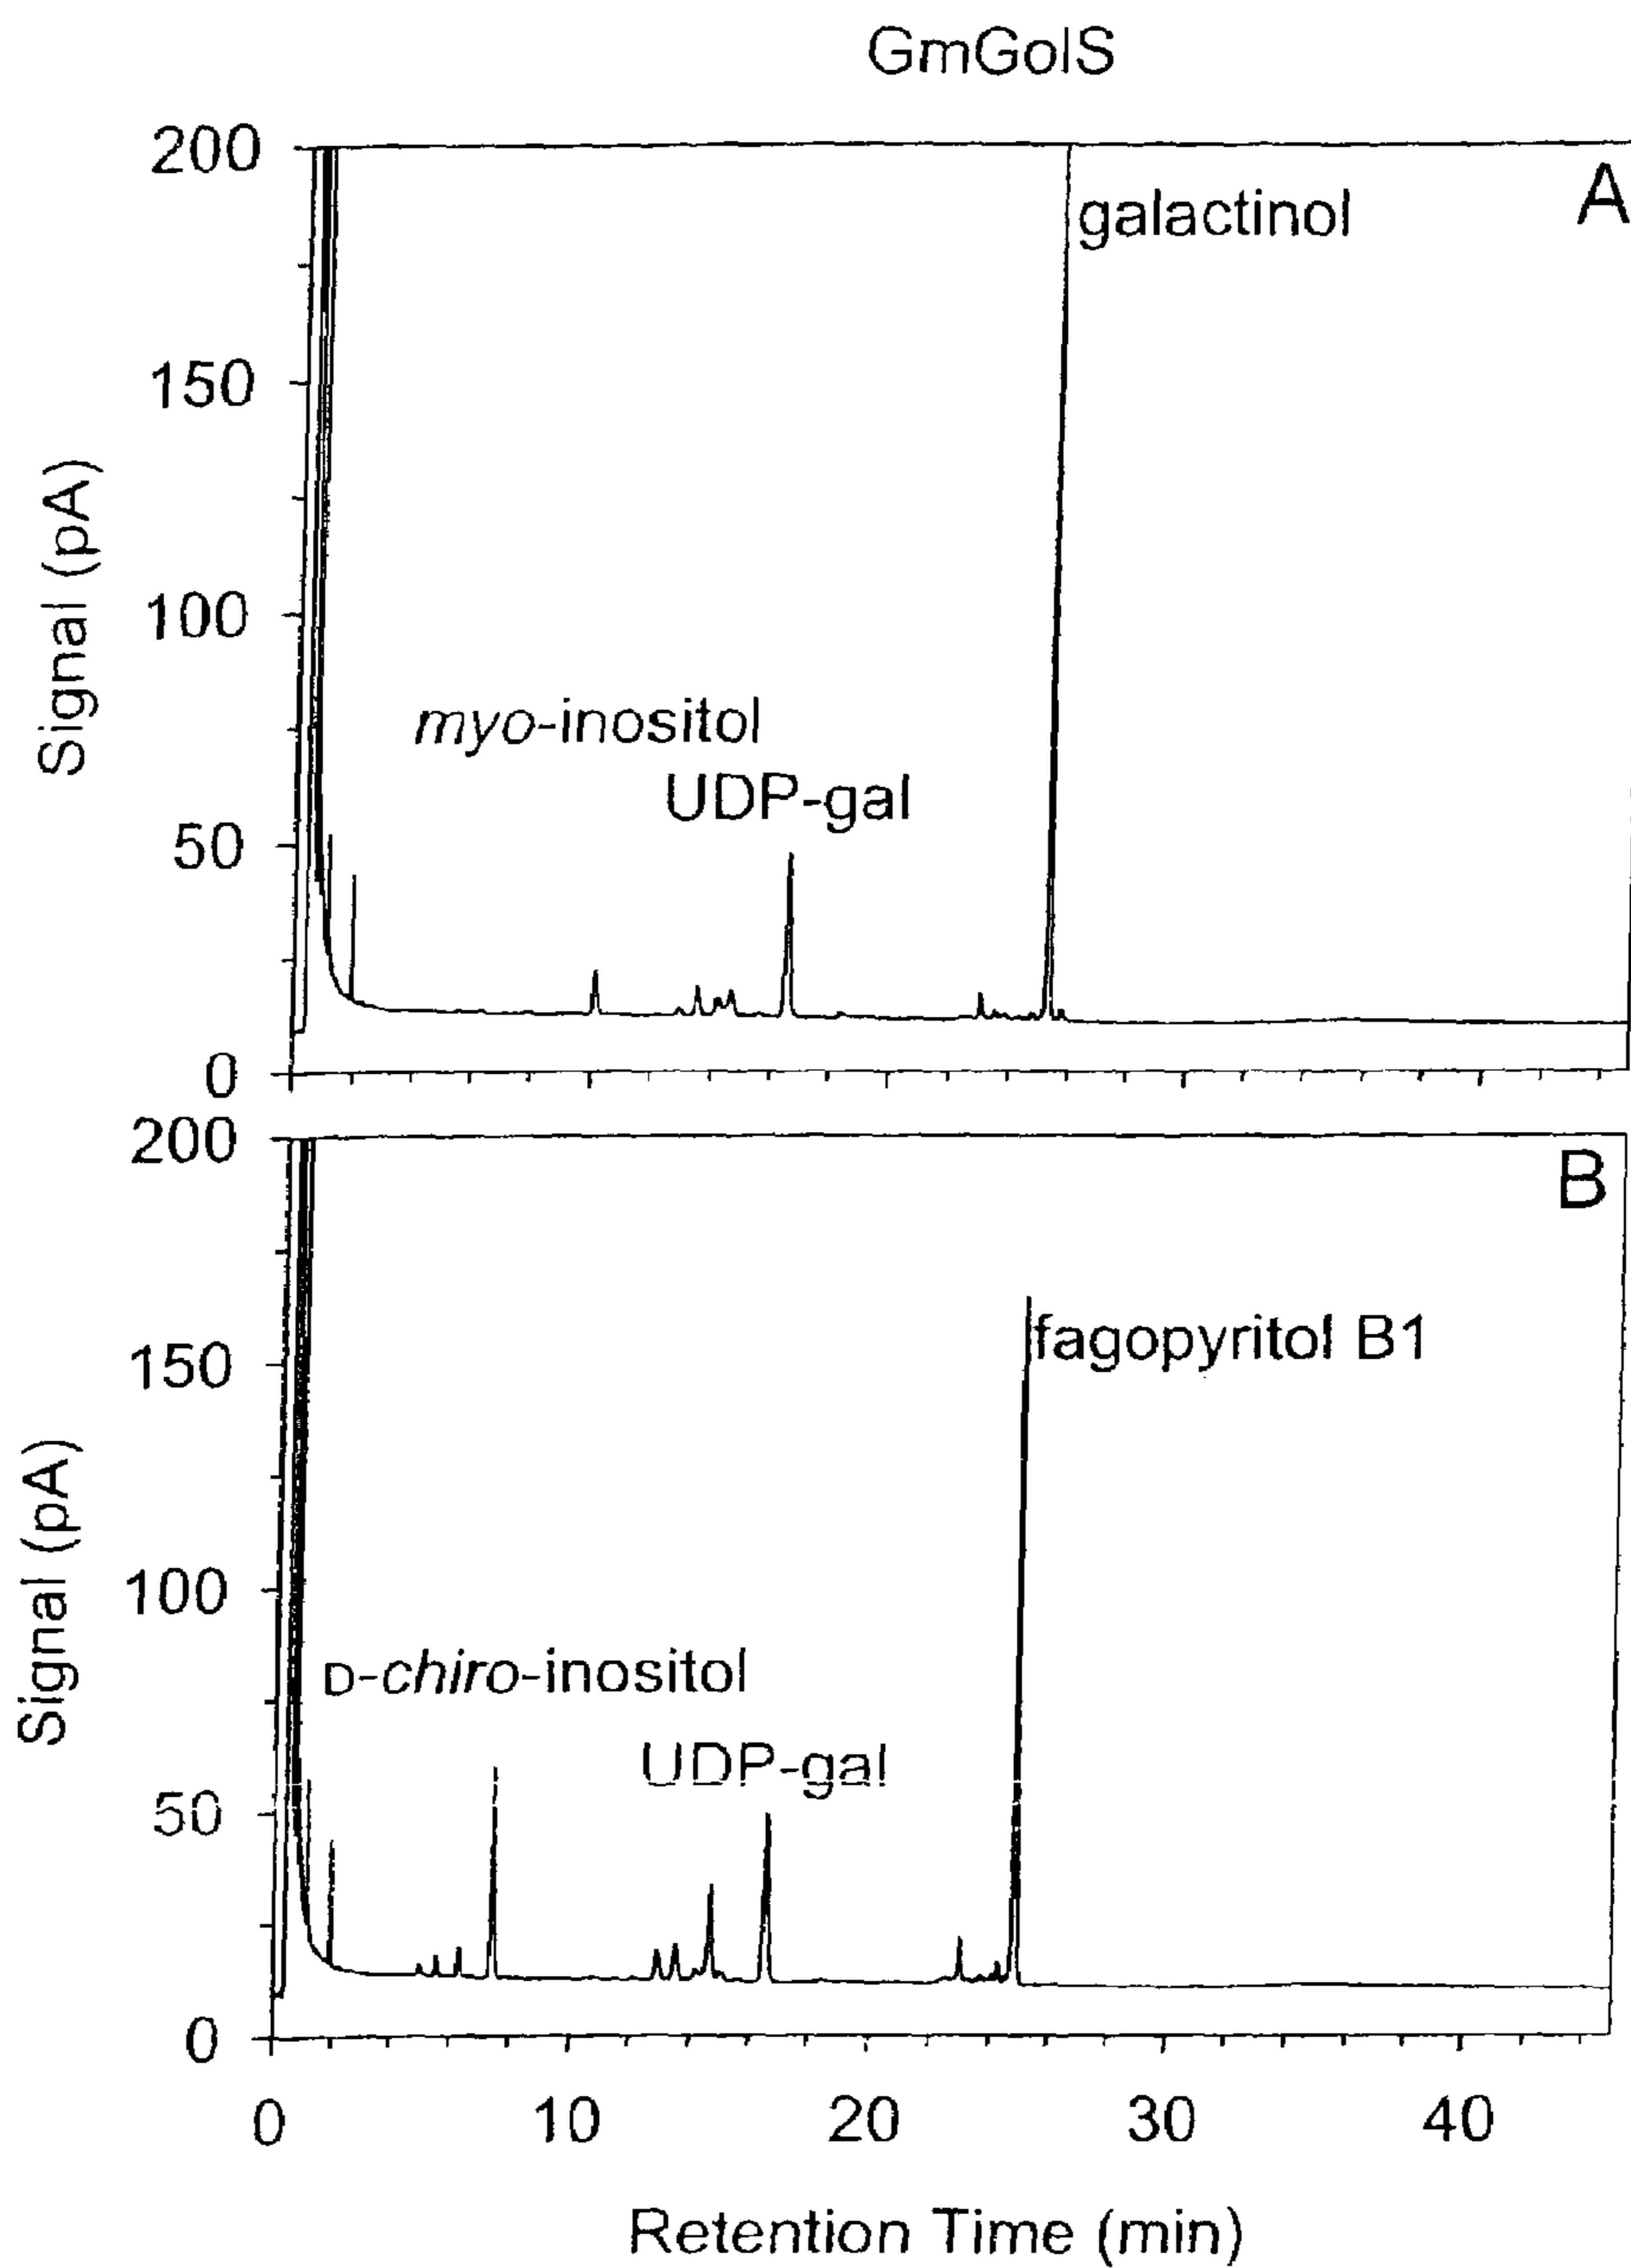 GmGolS
200
A
galactinol
150
Signal (pA)
100
myo-inositol
UDP-gal
50
0
200
B
fagopyritol B1
150
Signal (pA)
100
D-chiro-inositol
UDP-gal
50
0
0 10 20 30 40
Retention Time (min)